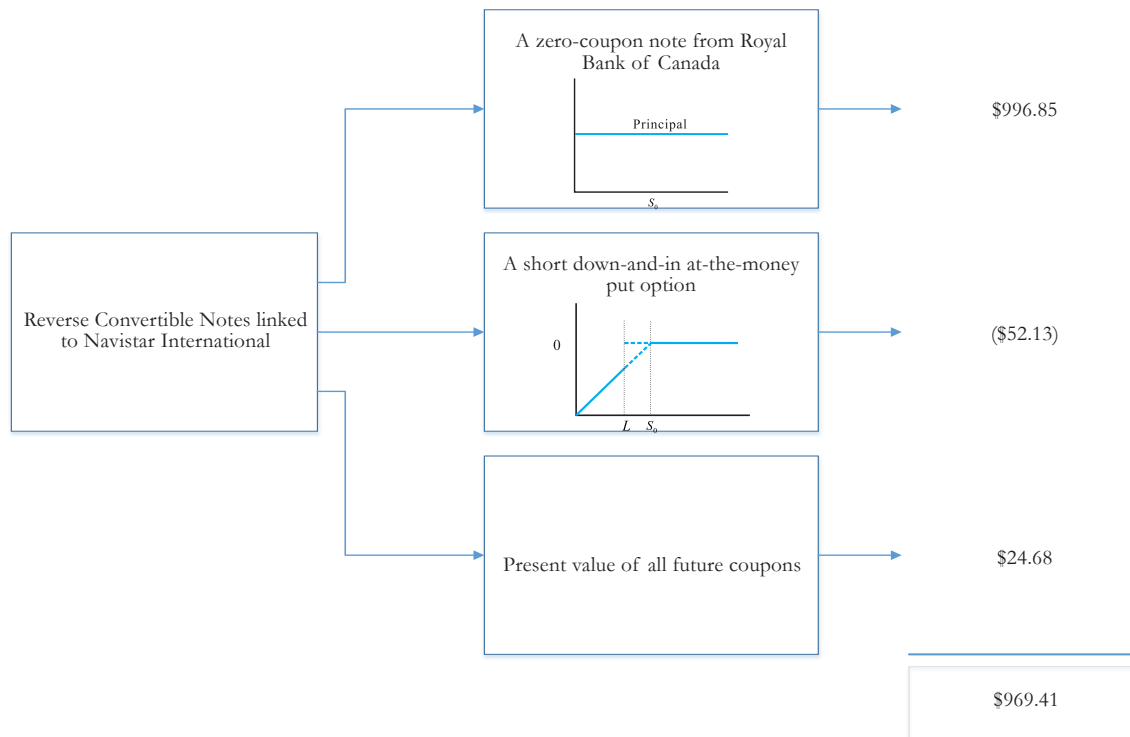 A zero-coupon note from Royal
Bank of Canada
Principal
S₀
$996.85
Reverse Convertible Notes linked
to Navistar International
A short down-and-in at-the-money
put option
0
L S₀
($52.13)
Present value of all future coupons
$24.68
$969.41